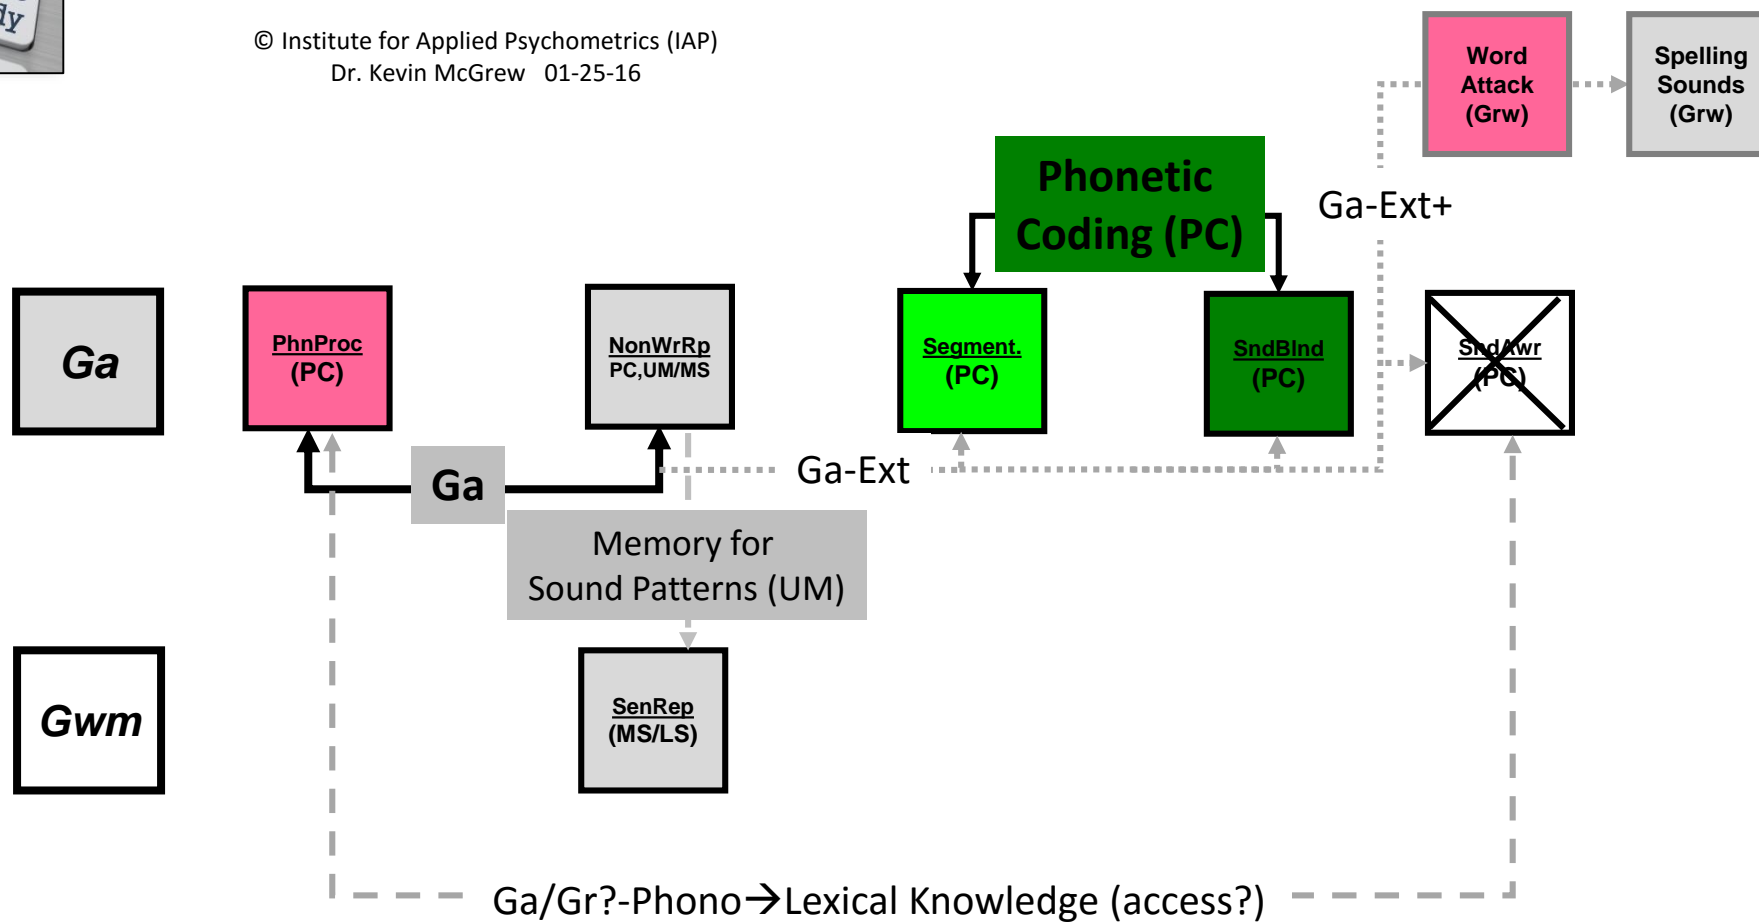 © Institute for Applied Psychometrics (IAP)
Dr. Kevin McGrew 01-25-16
Word
Attack
(Grw)
Spelling
Sounds
(Grw)
Phonetic
Coding (PC)
Ga-Ext+
Ga
PhnProc
(PC)
NonWrRp
PC,UM/MS
Segment.
(PC)
SndBlnd
(PC)
SndAwr
(PC)
Ga
Ga-Ext
Memory for
Sound Patterns (UM)
Gwm
SenRep
(MS/LS)
Ga/Gr?-Phono→Lexical Knowledge (access?)